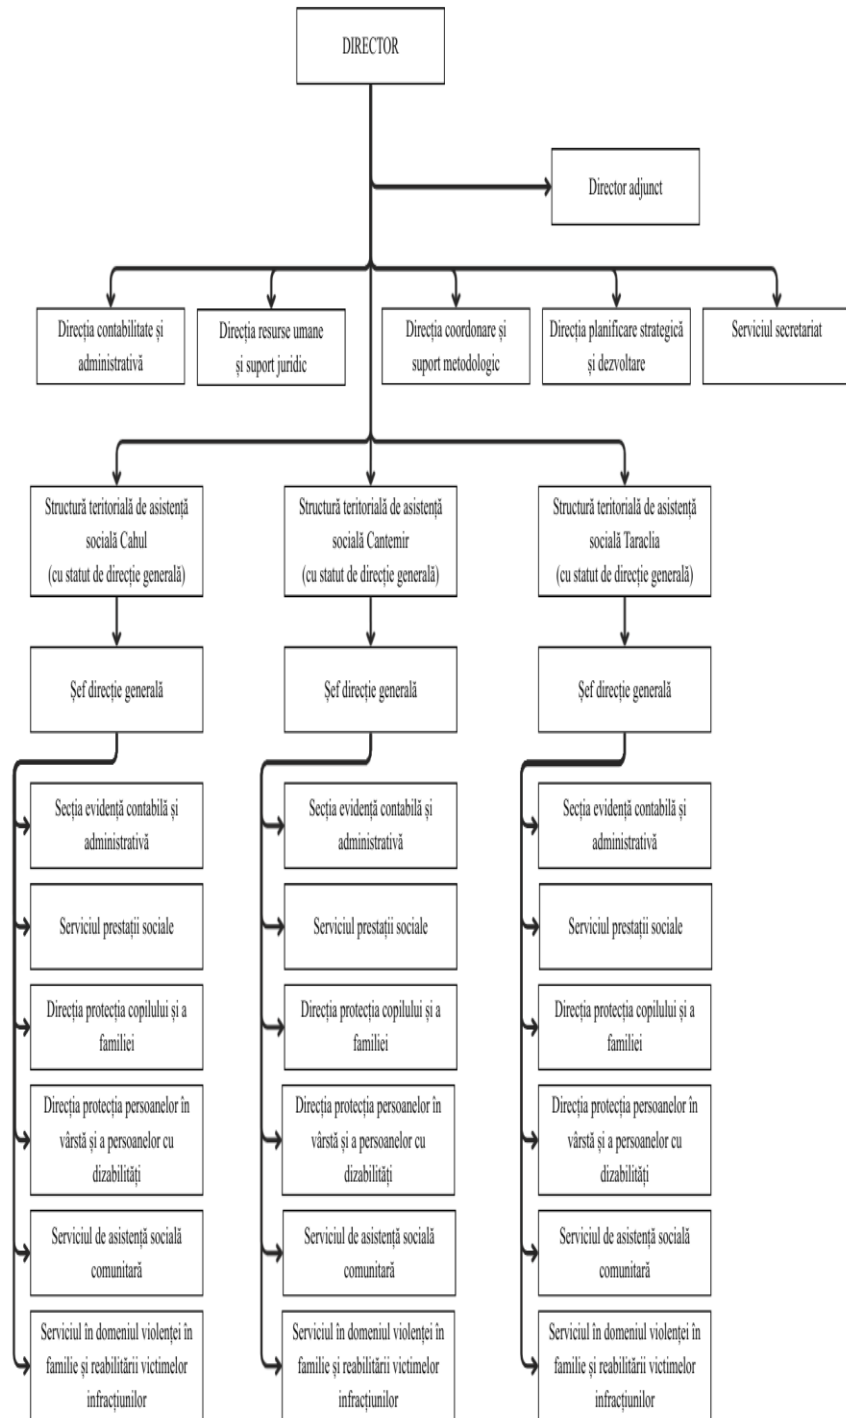 DIRECTOR
Director adjunct
Direcția contabilitate și
administrativă
Direcția resurse umane
și suport juridic
Direcția coordonare și
suport metodologic
Direcția planificare strategică
și dezvoltare
Serviciul secretariat
Structură teritorială de asistență
socială Cahul
(cu statut de direcție generală)
Structură teritorială de asistență
socială Cantemir
(cu statut de direcție generală)
Structură teritorială de asistență
socială Taraclia
(cu statut de direcție generală)
Șef direcție generală
Șef direcție generală
Șef direcție generală
Secția evidență contabilă și
administrativă
Secția evidență contabilă și
administrativă
Secția evidență contabilă și
administrativă
Serviciul prestații sociale
Serviciul prestații sociale
Serviciul prestații sociale
Direcția protecția copilului și a
familiei
Direcția protecția copilului și a
familiei
Direcția protecția copilului și a
familiei
Direcția protecția persoanelor în
vârstă și a persoanelor cu
dizabilități
Direcția protecția persoanelor în
vârstă și a persoanelor cu
dizabilități
Direcția protecția persoanelor în
vârstă și a persoanelor cu
dizabilități
Serviciul de asistență socială
comunitară
Serviciul de asistență socială
comunitară
Serviciul de asistență socială
comunitară
Serviciul în domeniul violenței în
familie și reabilitării victimelor
infracțiunilor
Serviciul în domeniul violenței în
familie și reabilitării victimelor
infracțiunilor
Serviciul în domeniul violenței în
familie și reabilitării victimelor
infracțiunilor